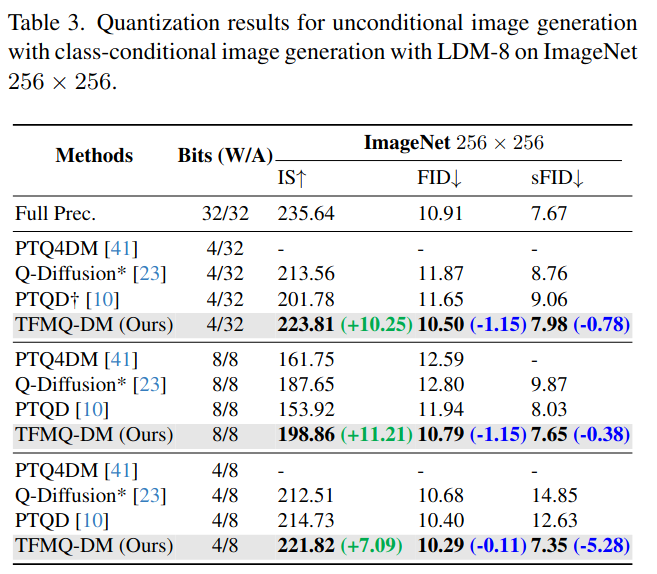 Table 3. Quantization results for unconditional image generation
with class-conditional image generation with LDM-8 on ImageNet
256 × 256.
Methods Bits (W/A) ImageNet 256 × 256
IS↑ FID↓ sFID↓
Full Prec. 32/32 235.64 10.91 7.67
PTQ4DM [41] 4/32 - - -
Q-Diffusion* [23] 4/32 213.56 11.87 8.76
PTQD† [10] 4/32 201.78 11.65 9.06
TFMQ-DM (Ours) 4/32 223.81 (+10.25) 10.50 (-1.15) 7.98 (-0.78)
PTQ4DM [41] 8/8 161.75 12.59 -
Q-Diffusion* [23] 8/8 187.65 12.80 9.87
PTQD [10] 8/8 153.92 11.94 8.03
TFMQ-DM (Ours) 8/8 198.86 (+11.21) 10.79 (-1.15) 7.65 (-0.38)
PTQ4DM [41] 4/8 - - -
Q-Diffusion* [23] 4/8 212.51 10.68 14.85
PTQD [10] 4/8 214.73 10.40 12.63
TFMQ-DM (Ours) 4/8 221.82 (+7.09) 10.29 (-0.11) 7.35 (-5.28)